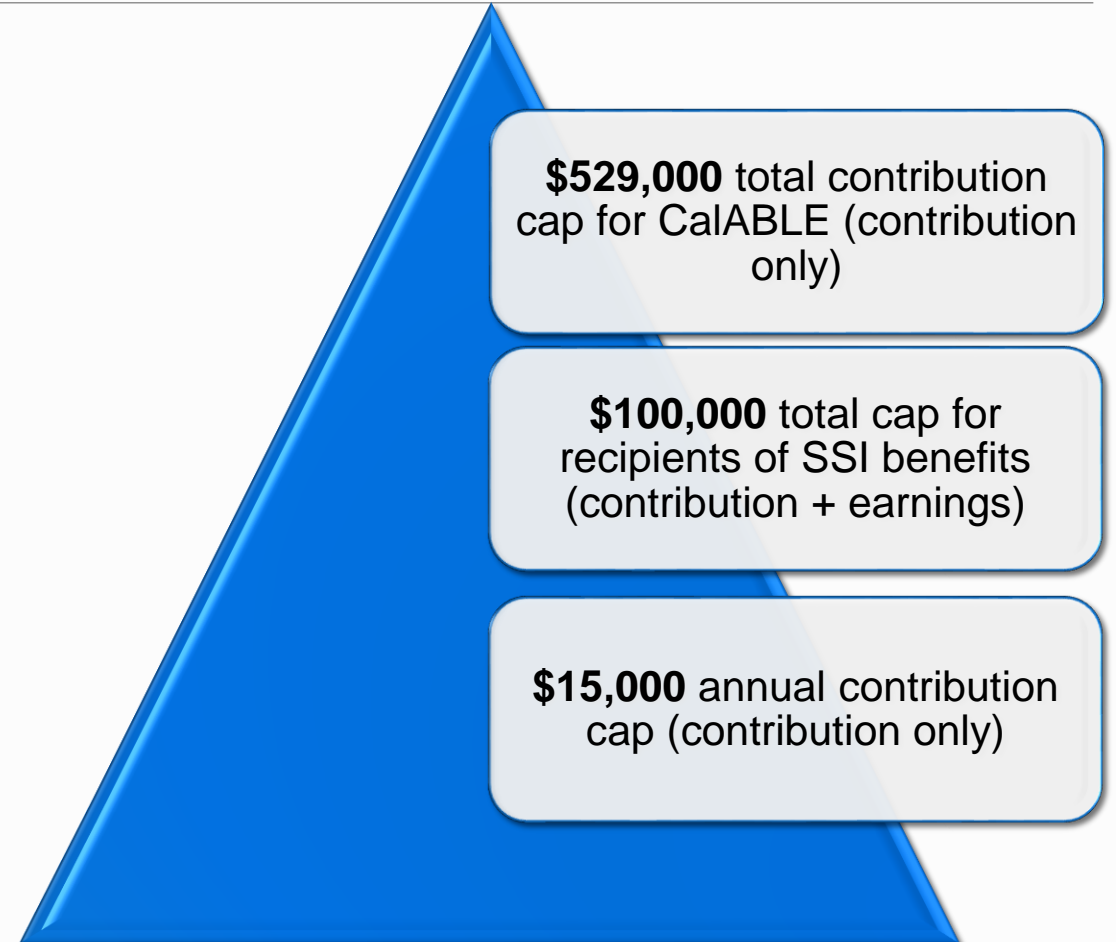 $529,000 total contribution
cap for CalABLE (contribution
only)
$100,000 total cap for
recipients of SSI benefits
(contribution + earnings)
$15,000 annual contribution
cap (contribution only)